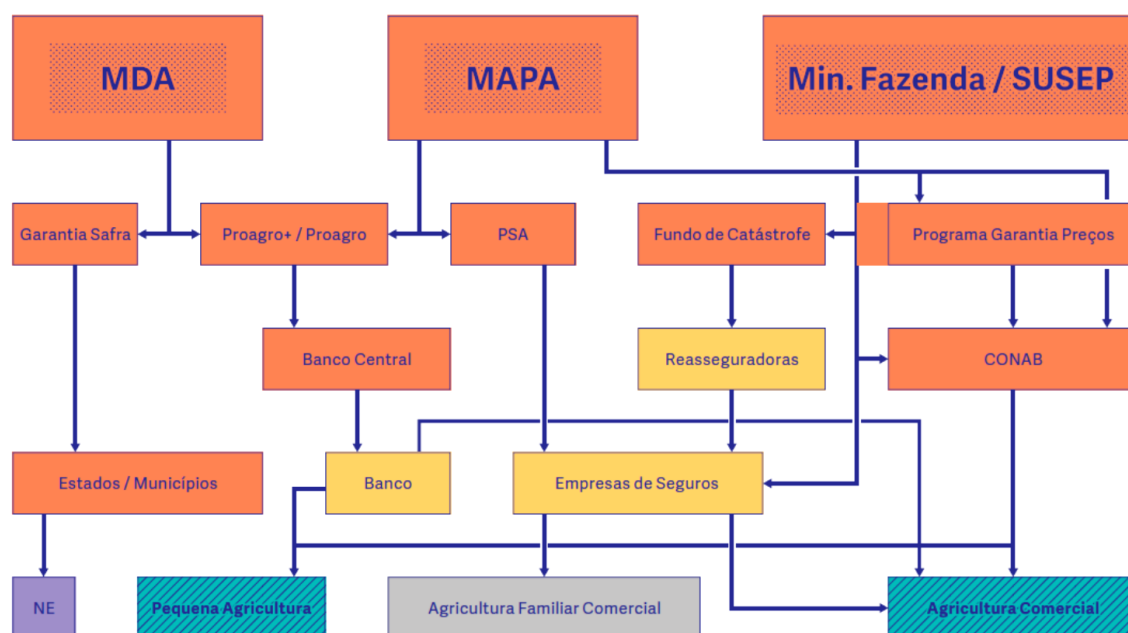 MDA
MAPA
Min. Fazenda / SUSEP
Garantia Safra
Proagro+ / Proagro
PSA
Fundo de Catástrofe
Programa Garantia Preços
Banco Central
Reasseguradoras
CONAB
Estados / Municípios
Banco
Empresas de Seguros
NE
Pequena Agricultura
Agricultura Familiar Comercial
Agricultura Comercial